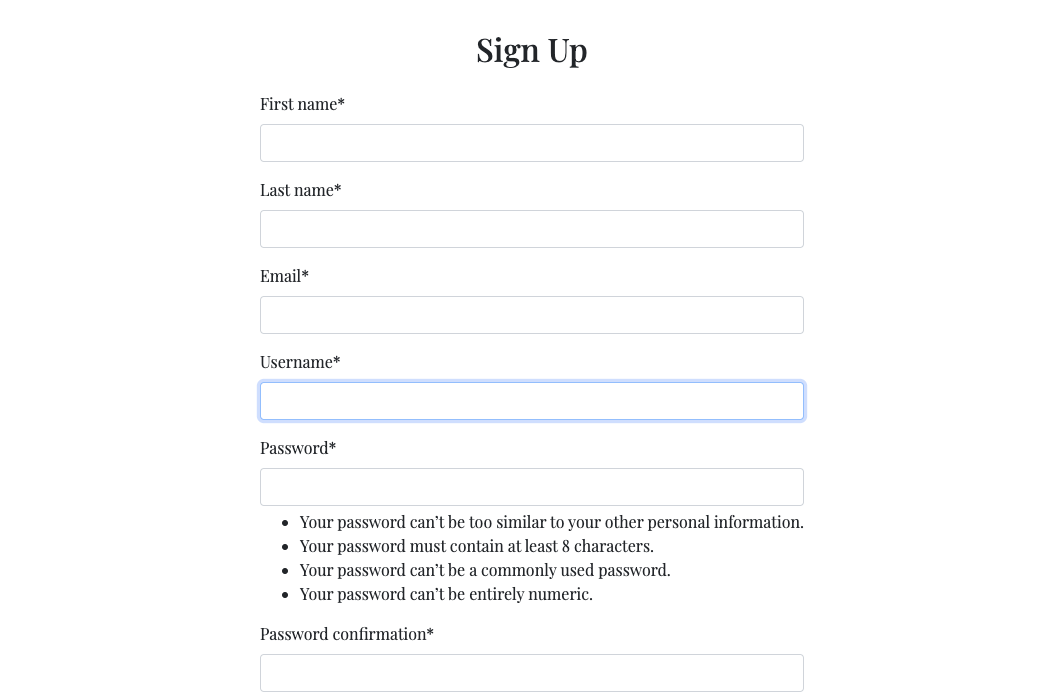 Sign Up
First name*
Last name*
Email*
Username*
Password*
• Your password can’t be too similar to your other personal information.
• Your password must contain at least 8 characters.
• Your password can’t be a commonly used password.
• Your password can’t be entirely numeric.
Password confirmation*